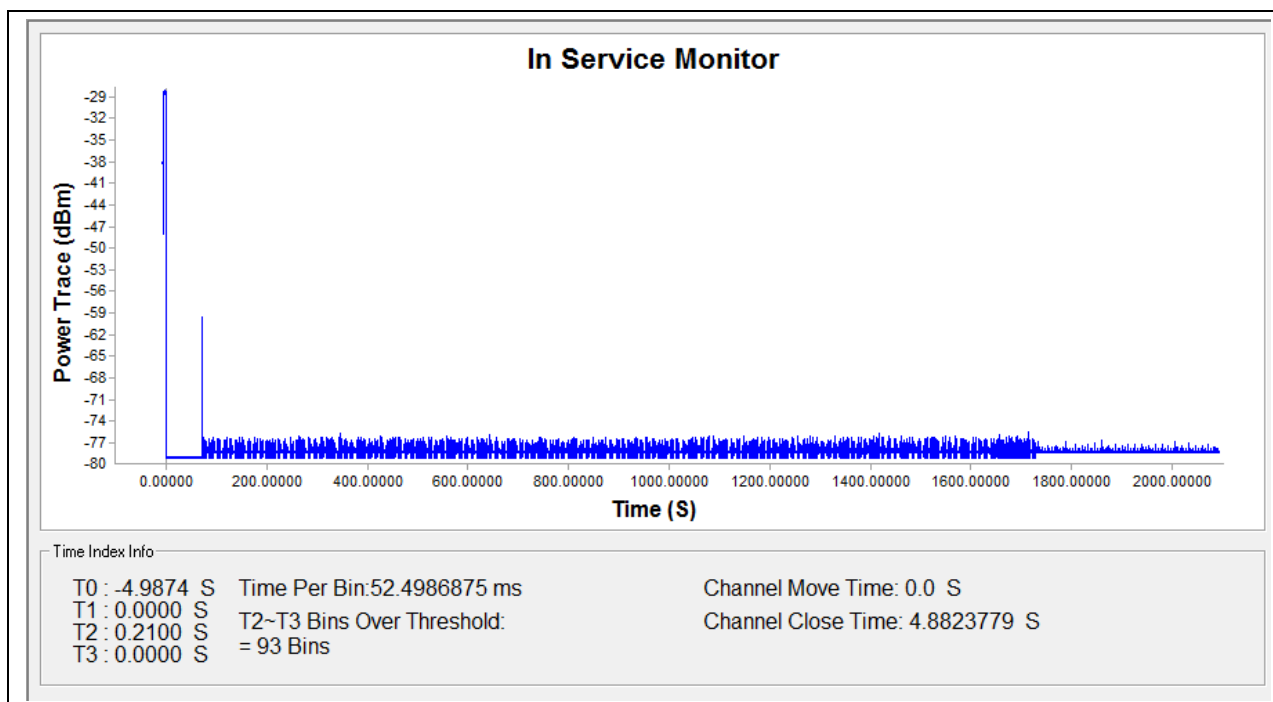 In Service Monitor
-29
-32
-35
-38
-41
-44
-47
-50
-53
-56
-59
-62
-65
-68
-71
-74
-77
-80
Power Trace (dBm)
0.00000 200.00000 400.00000 600.00000 800.00000 1000.00000 1200.00000 1400.00000 1600.00000 1800.00000 2000.00000
Time (S)
Time Index Info
T0 : -4.9874 S Time Per Bin:52.4986875 ms Channel Move Time: 0.0 S
T1 : 0.0000 S
T2 : 0.2100 S T2~T3 Bins Over Threshold: Channel Close Time: 4.8823779 S
T3 : 0.0000 S = 93 Bins